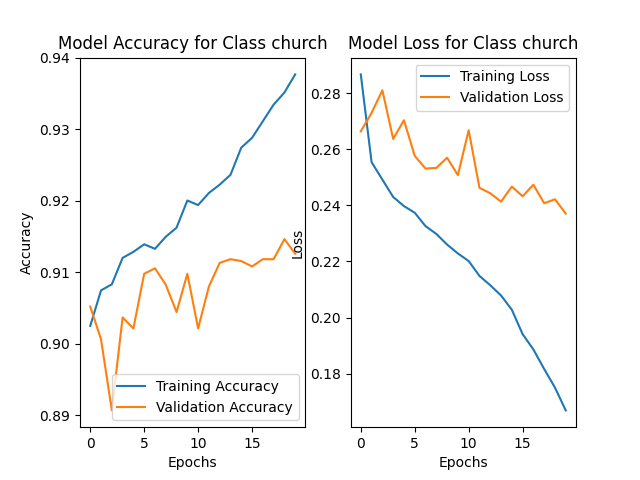 Model Accuracy for Class church
0.94
0.93
0.92
0.91
0.90
0.89
Accuracy
0
5
10
15
Epochs
Training Accuracy
Validation Accuracy
Model Loss for Class church
0.28
0.26
0.24
0.22
0.20
0.18
Loss
0
5
10
15
Epochs
Training Loss
Validation Loss